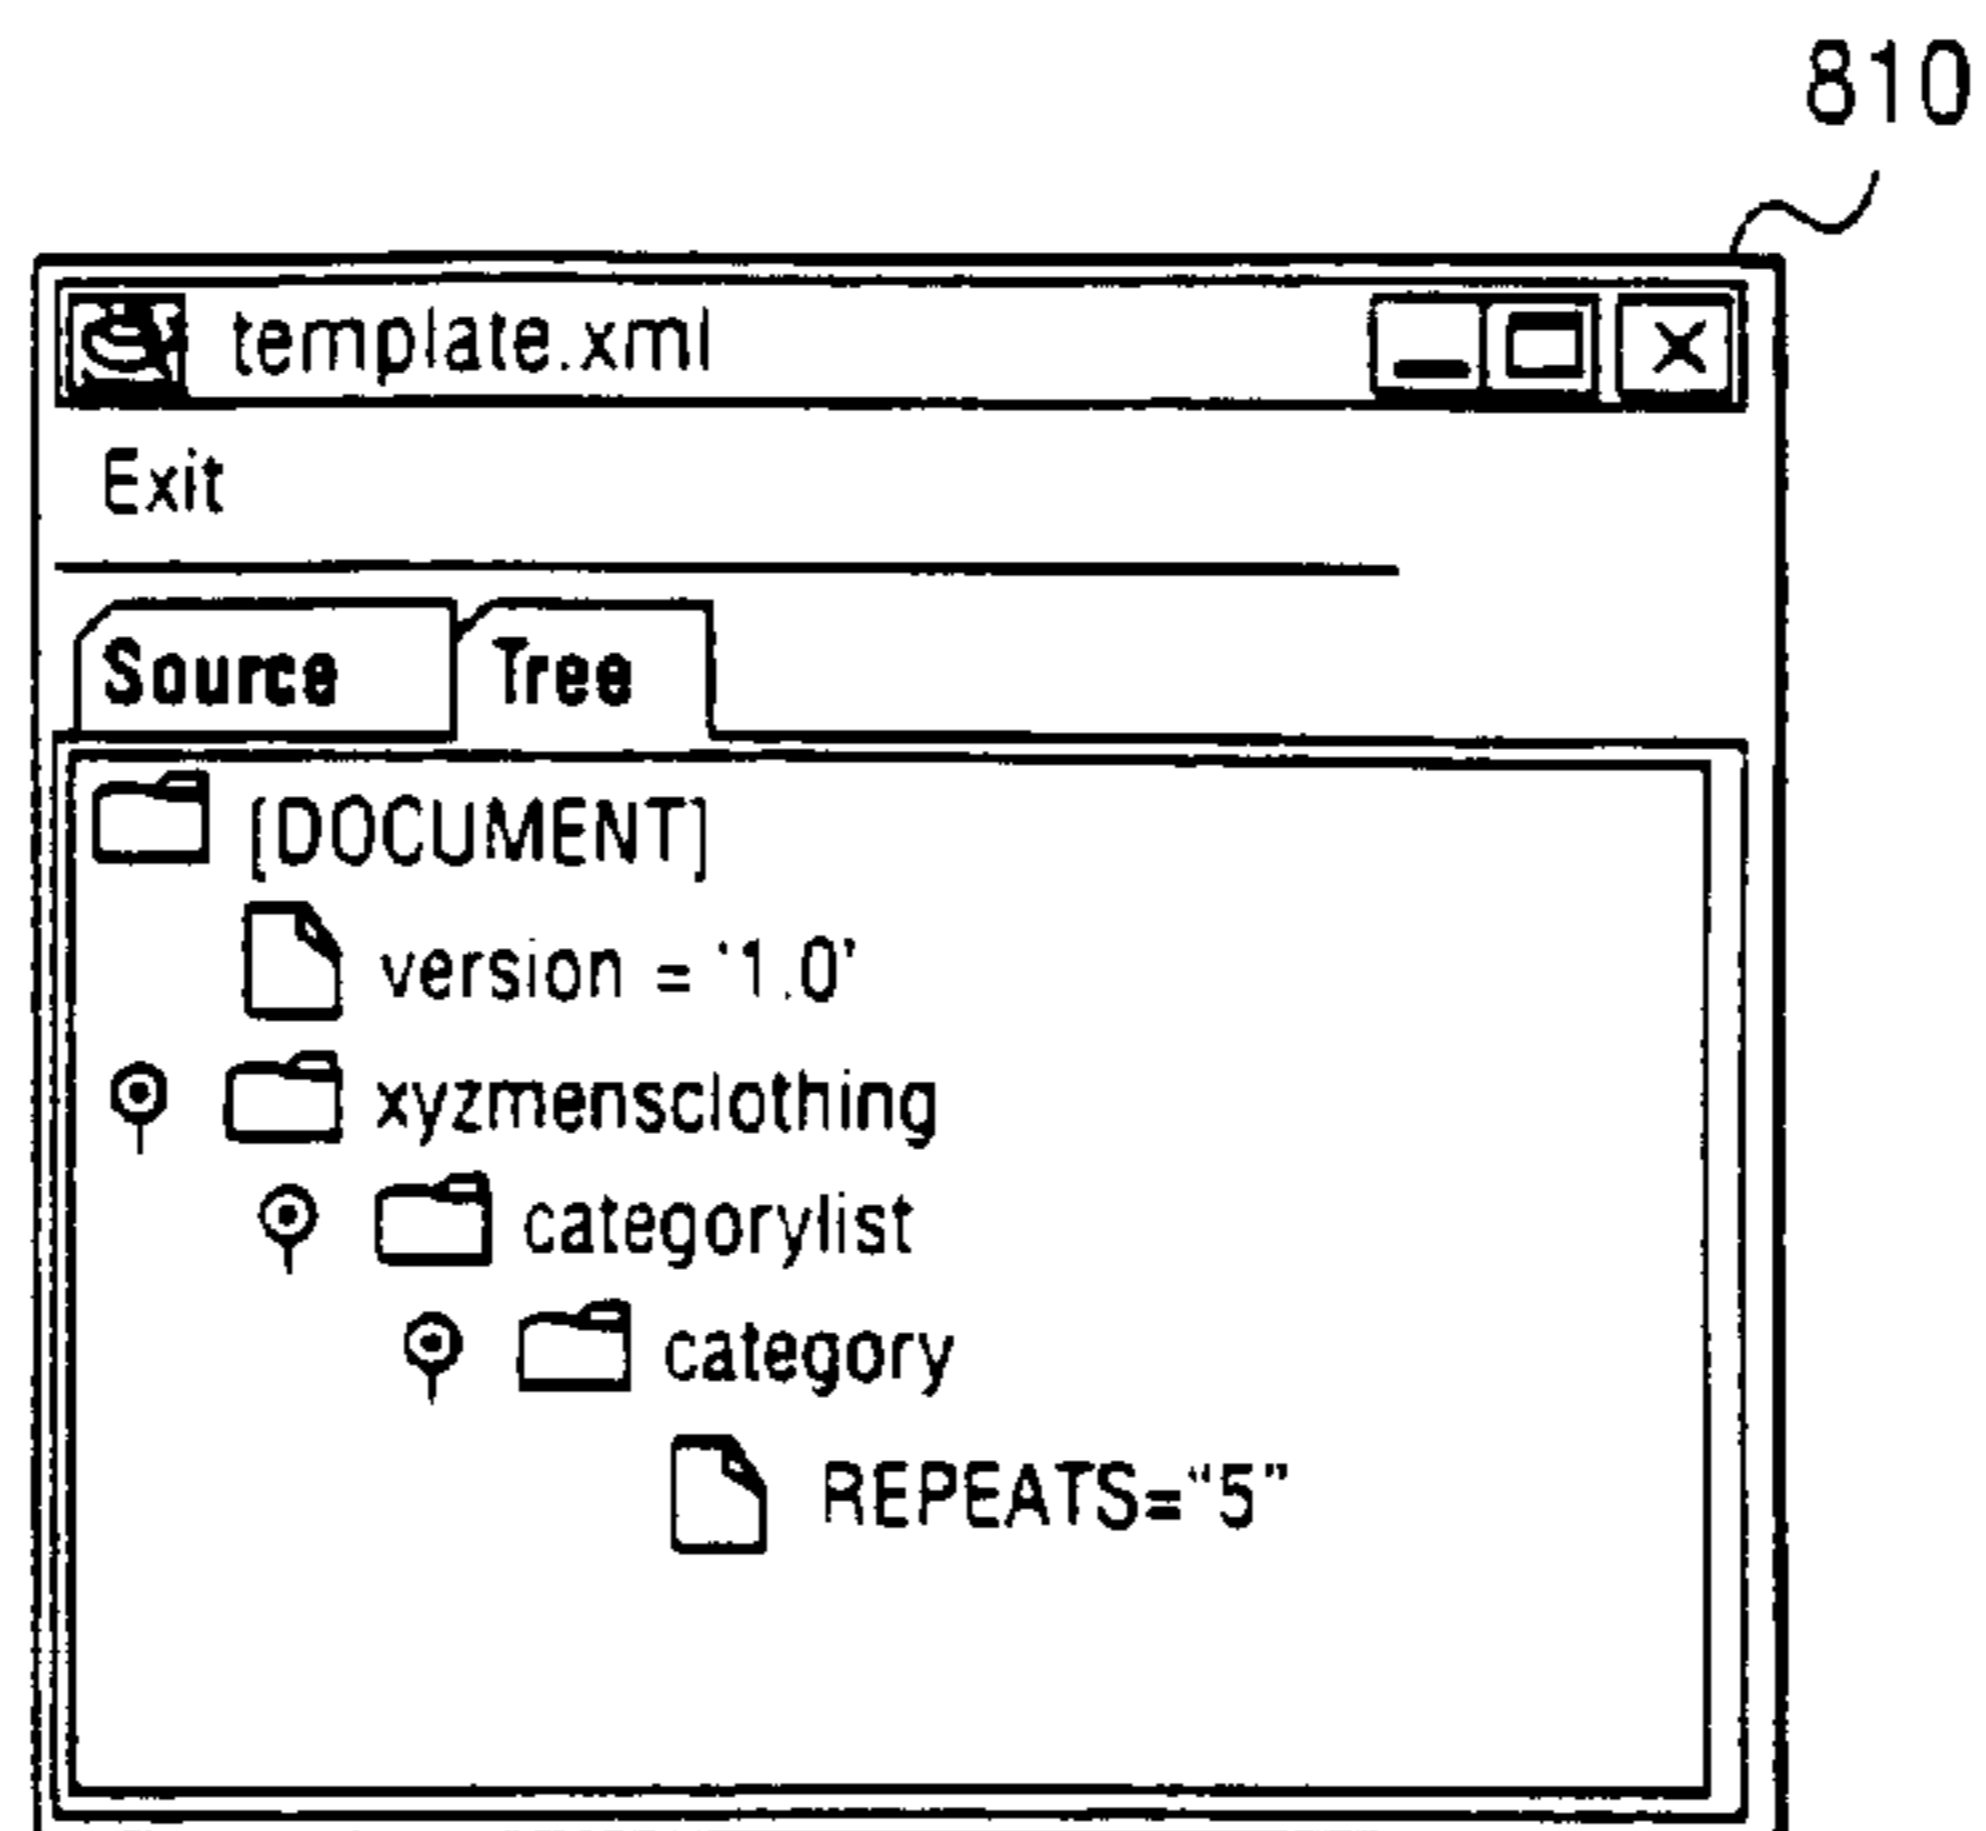 810
template.xml
Exit
Source Tree
[DOCUMENT]
version = ‘1.0’
xyzmensclothing
categorylist
category
REPEATS=“5”